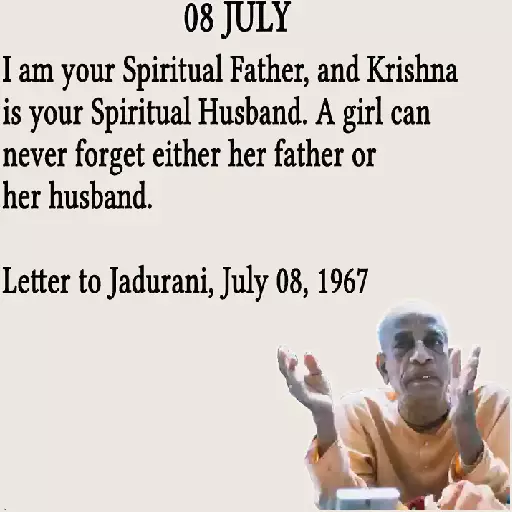 08 JULY
I am your Spiritual Father, and Krishna
is your Spiritual Husband. A girl can
never forget either her father or
her husband.
Letter to Jadurani, July 08, 1967